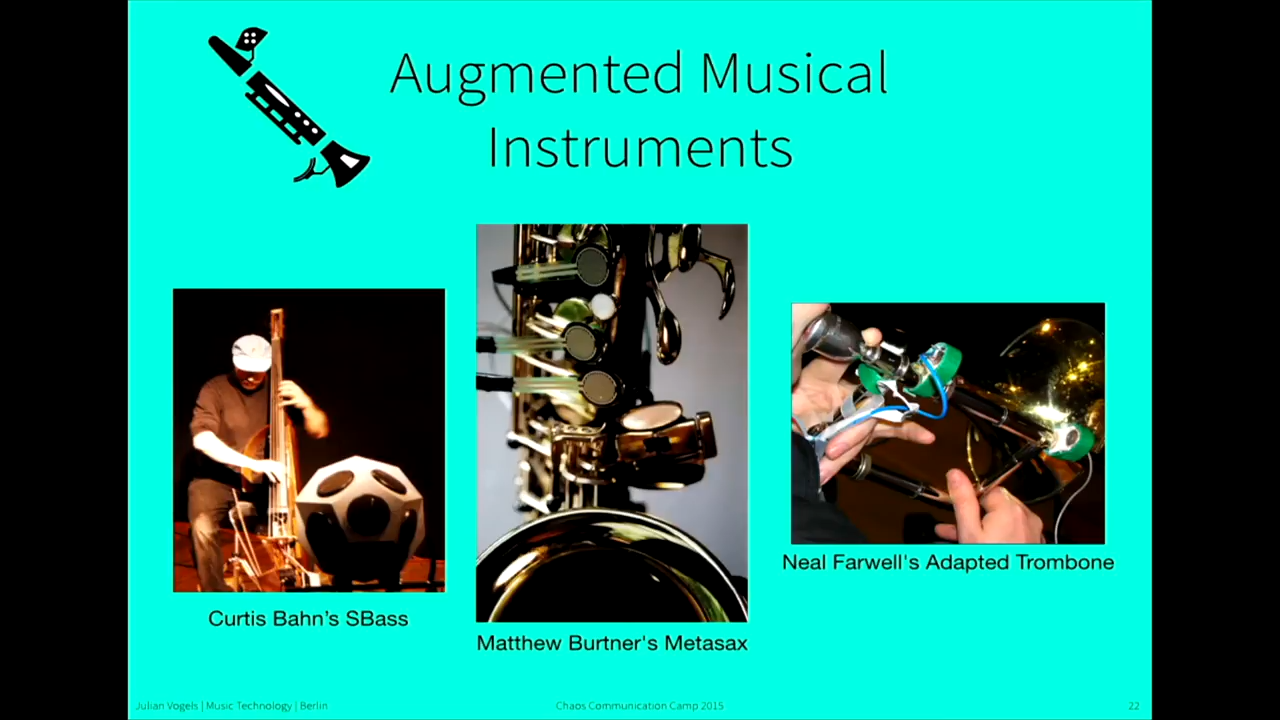 Augmented Musical
Instruments
Curtis Bahn’s SBass
Matthew Burtner's Metasax
Neal Farwell's Adapted Trombone
Julian Vogels | Music Technology | Berlin
Chaos Communication Camp 2015
22